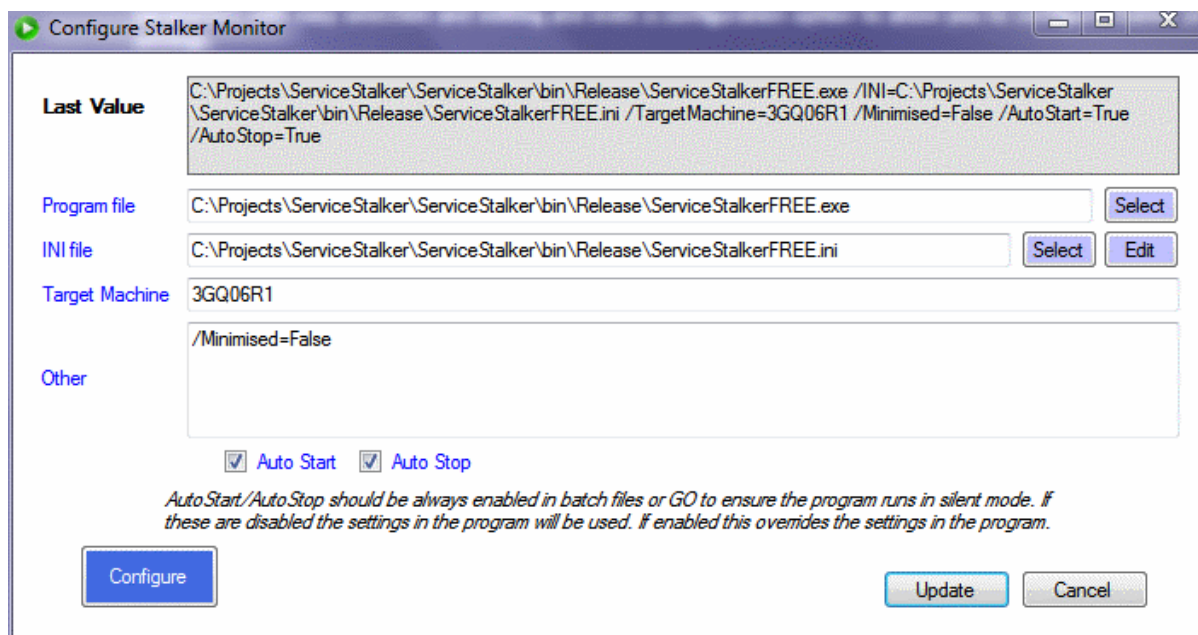 Configure Stalker Monitor
Last Value
C:\Projects\ServiceStalker\ServiceStalker\bin\Release\ServiceStalkerFREE.exe /INI=C:\Projects\ServiceStalker
\ServiceStalker\bin\Release\ServiceStalkerFREE.ini /TargetMachine=3GQ06R1 /Minimised=False /AutoStart=True
/AutoStop=True
Program file
C:\Projects\ServiceStalker\ServiceStalker\bin\Release\ServiceStalkerFREE.exe
Select
INI file
C:\Projects\ServiceStalker\ServiceStalker\bin\Release\ServiceStalkerFREE.ini
Select
Edit
Target Machine
3GQ06R1
Other
/Minimised=False
Auto Start
Auto Stop
AutoStart/AutoStop should be always enabled in batch files or GO to ensure the program runs in silent mode. If
these are disabled the settings in the program will be used. If enabled this overrides the settings in the program.
Configure
Update
Cancel